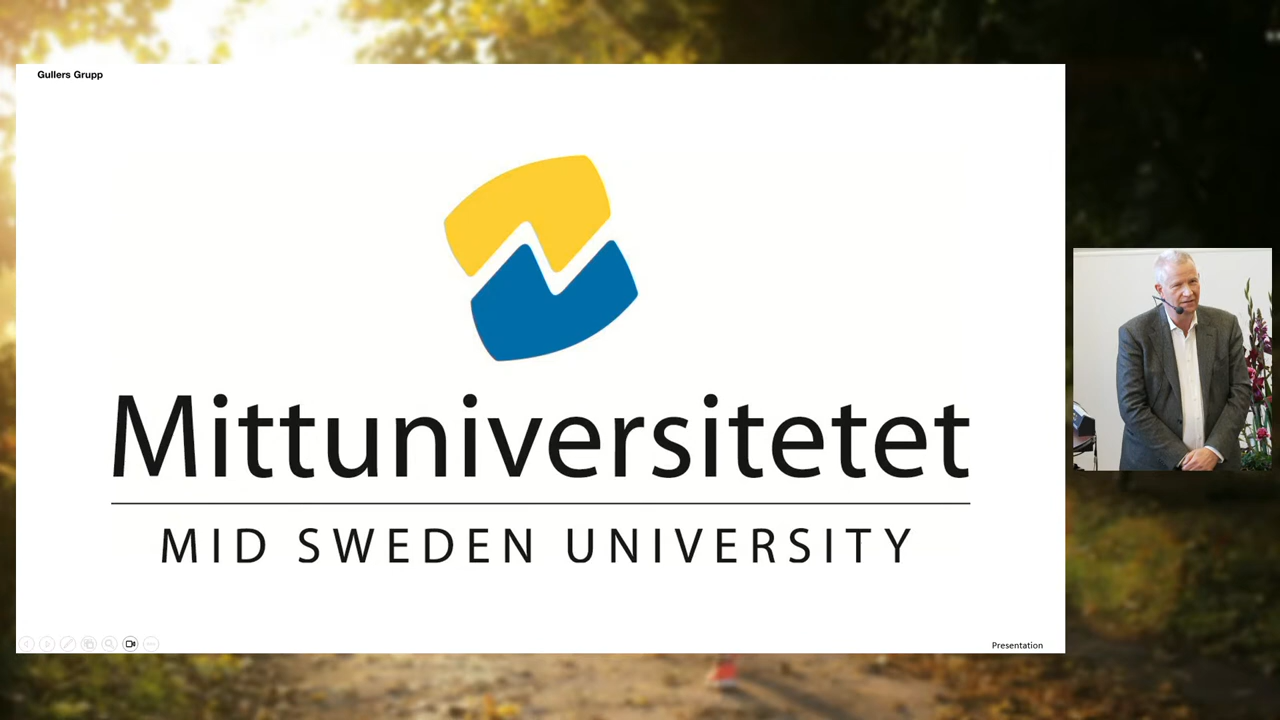 Gullers Grupp
Mittuniversitetet
MID SWEDEN UNIVERSITY
Presentation